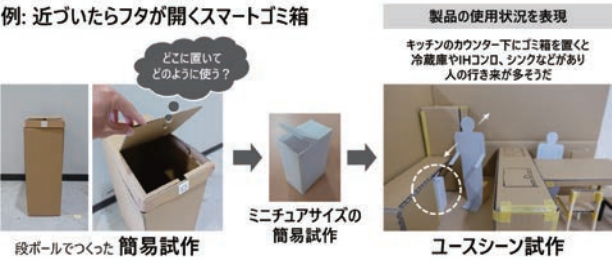 例: 近づいたらフタが開くスマートゴミ箱
どこに置いて
どのように使う？
段ボールでつくった 簡易試作
ミニチュアサイズの
簡易試作
製品の使用状況を表現
キッチンのカウンター下にゴミ箱を置くと
冷蔵庫やIHコンロ、シンクなどがあり
人の行き来が多そうだ
ユースシーン試作